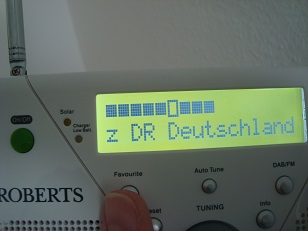 Solar
ON/OFF
Charge/
Low Batt.
z DR Deutschland
ROBERTS
Favourite
Auto Tune
DAB/FM
TUNING
Info